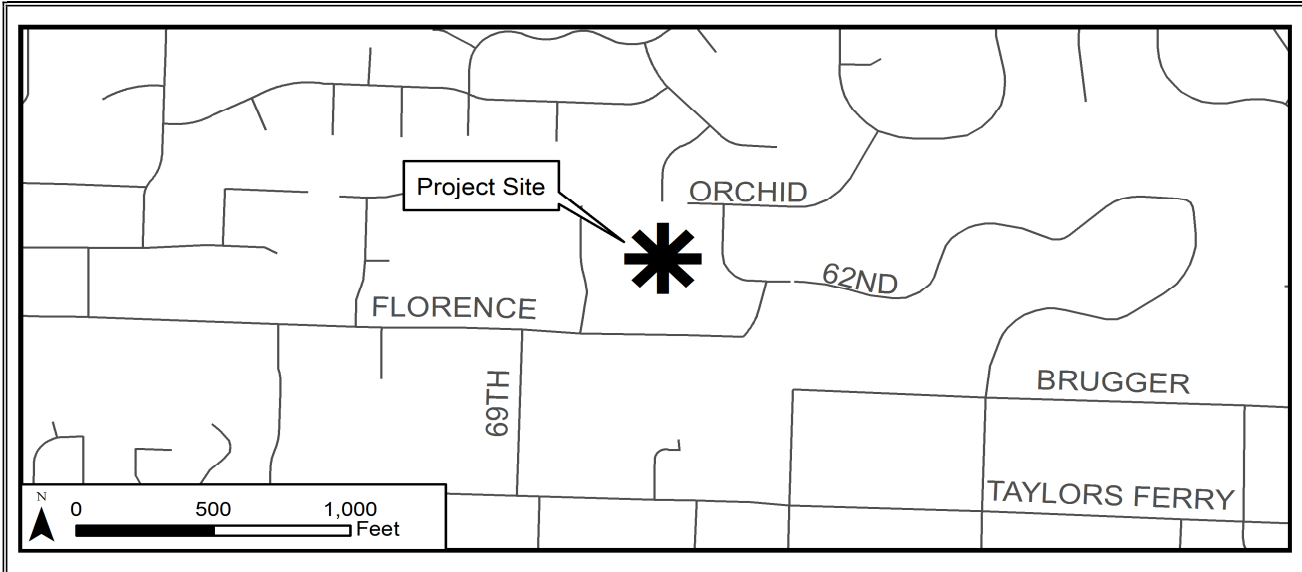 ORCHID
Project Site
62ND
FLORENCE
69TH
BRUGGER
TAYLORS FERRY
N
0 500 1,000
Feet